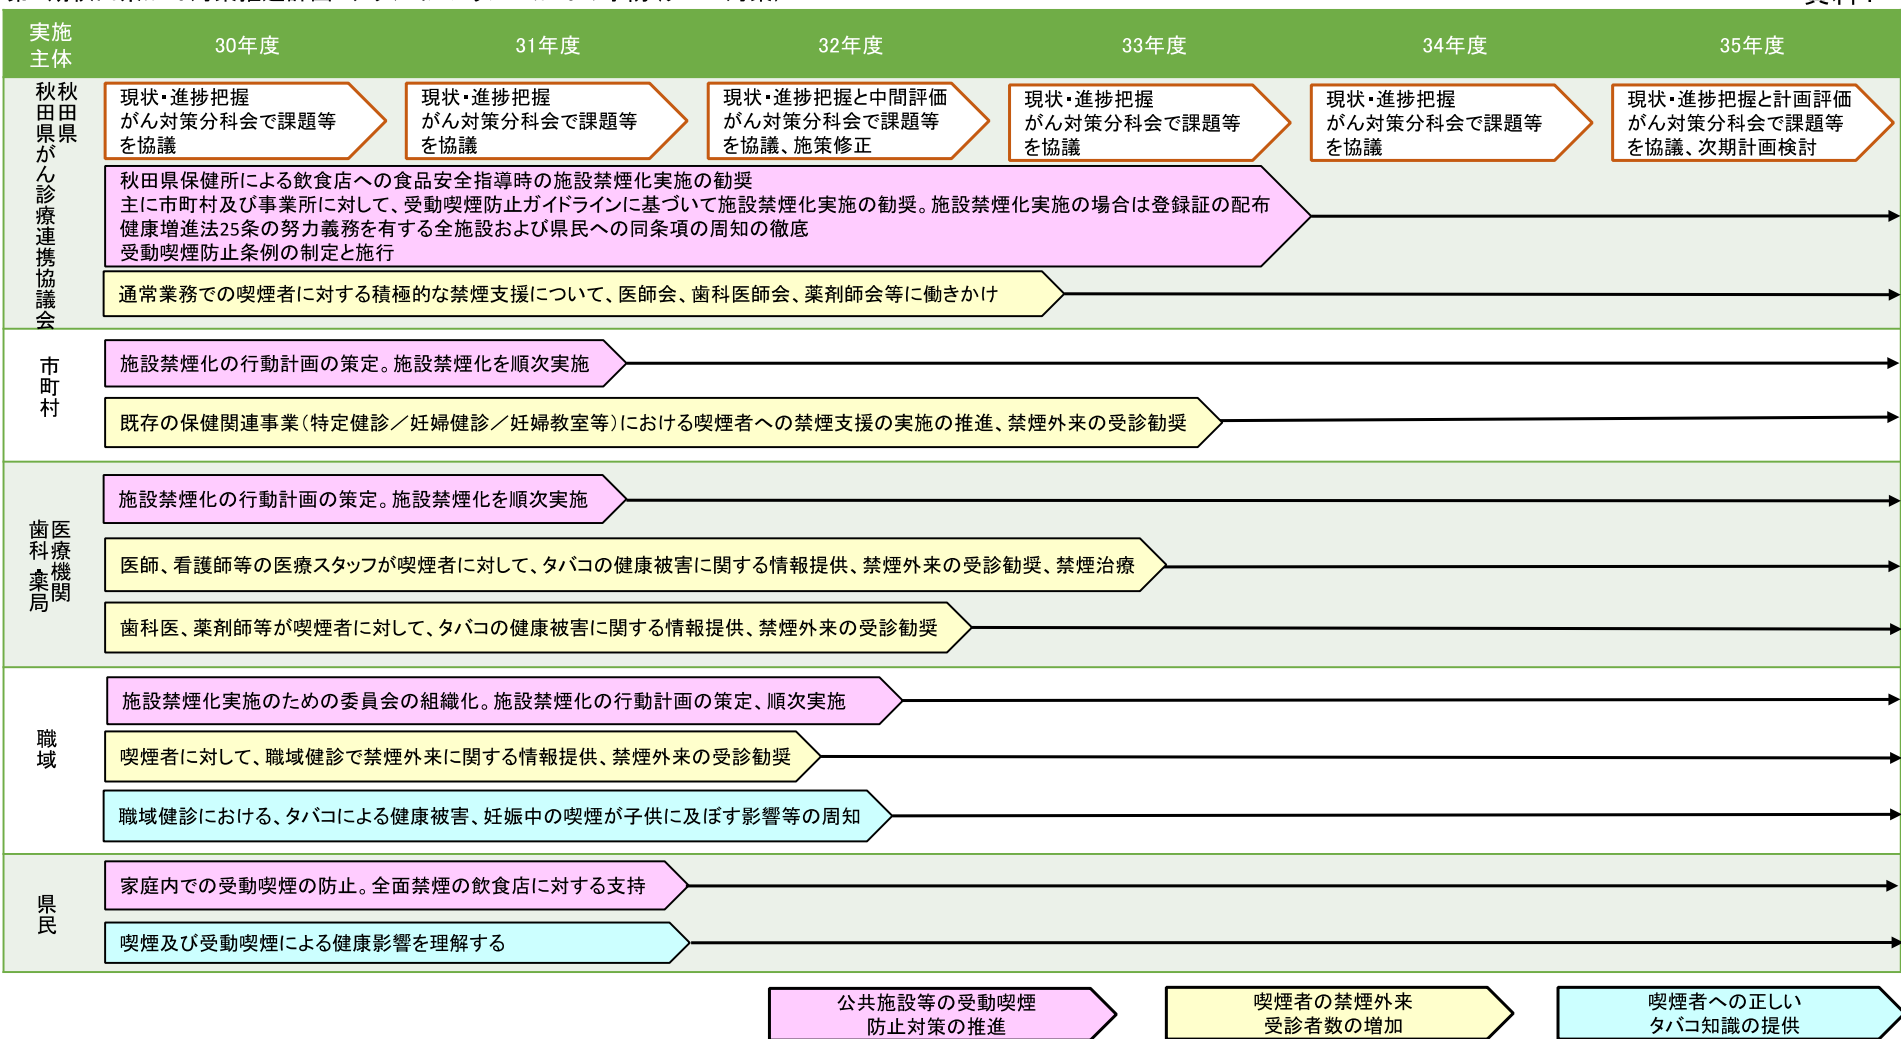 実施
主体
30年度
31年度
32年度
33年度
34年度
35年度
秋田県
秋田県がん診療連携協議会
現状・進捗把握
がん対策分科会で課題等
を協議
現状・進捗把握
がん対策分科会で課題等
を協議
現状・進捗把握と中間評価
がん対策分科会で課題等
を協議、施策修正
現状・進捗把握
がん対策分科会で課題等
を協議
現状・進捗把握
がん対策分科会で課題等
を協議
現状・進捗把握と計画評価
がん対策分科会で課題等
を協議、次期計画検討
秋田県保健所による飲食店への食品安全指導時の施設禁煙化実施の勧奨
主に市町村及び事業所に対して、受動喫煙防止ガイドラインに基づいて施設禁煙化実施の勧奨。施設禁煙化実施の場合は登録証の配布
健康増進法25条の努力義務を有する全施設および県民への同条項の周知の徹底
受動喫煙防止条例の制定と施行
通常業務での喫煙者に対する積極的な禁煙支援について、医師会、歯科医師会、薬剤師会等に働きかけ
市町村
施設禁煙化の行動計画の策定。施設禁煙化を順次実施
既存の保健関連事業(特定健診／妊婦健診／妊婦教室等)における喫煙者への禁煙支援の実施の推進、禁煙外来の受診勧奨
医療機関
歯科・薬局
施設禁煙化の行動計画の策定。施設禁煙化を順次実施
医師、看護師等の医療スタッフが喫煙者に対して、タバコの健康被害に関する情報提供、禁煙外来の受診勧奨、禁煙治療
歯科医、薬剤師等が喫煙者に対して、タバコの健康被害に関する情報提供、禁煙外来の受診勧奨
職域
施設禁煙化実施のための委員会の組織化。施設禁煙化の行動計画の策定、順次実施
喫煙者に対して、職域健診で禁煙外来に関する情報提供、禁煙外来の受診勧奨
職域健診における、タバコによる健康被害、妊娠中の喫煙が子供に及ぼす影響等の周知
県民
家庭内での受動喫煙の防止。全面禁煙の飲食店に対する支持
喫煙及び受動喫煙による健康影響を理解する
公共施設等の受動喫煙
防止対策の推進
喫煙者の禁煙外来
受診者数の増加
喫煙者への正しい
タバコ知識の提供